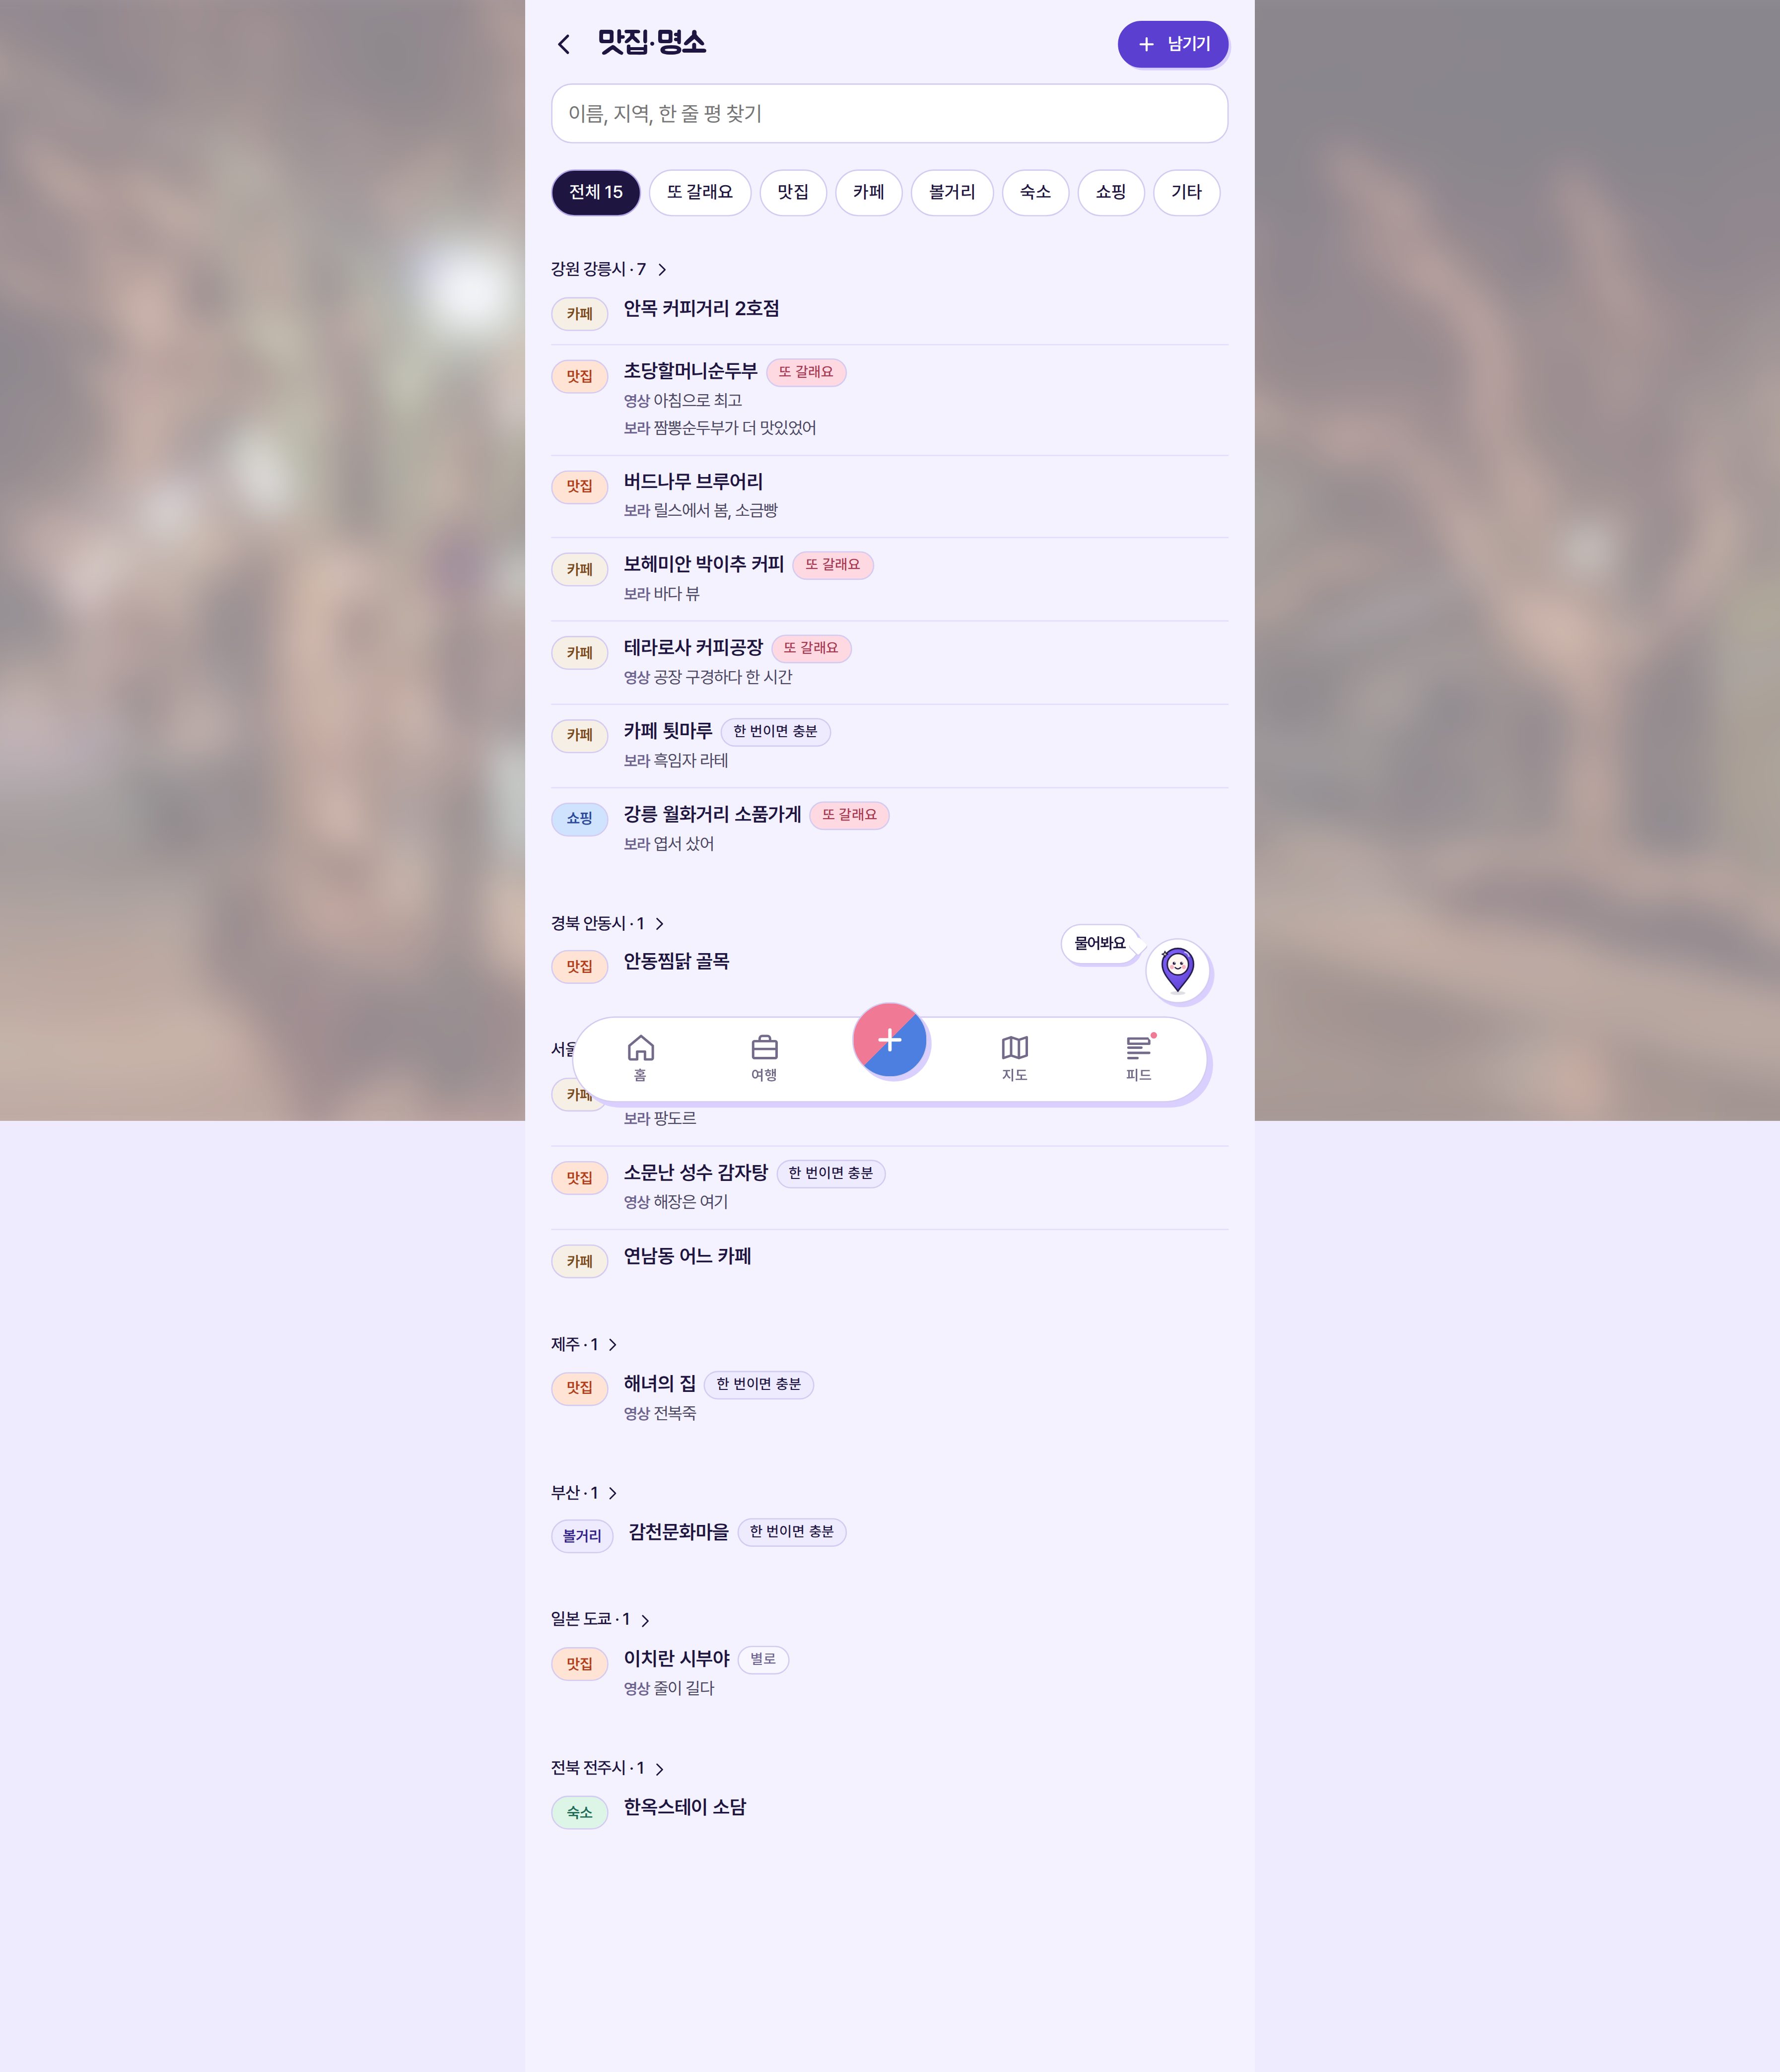 맛집·명소
+ 남기기
이름, 지역, 한 줄 평 찾기
전체 15 또 갈래요 맛집 카페 볼거리 숙소 쇼핑 기타
강원 강릉시 · 7
카페 안목 커피거리 2호점
맛집 초당할머니순두부 또 갈래요
영상 아침으로 최고
보라 짬뽕순두부가 더 맛있었어
맛집 버드나무 브루어리
보라 릴스에서 봄, 소금빵
카페 보헤미안 박이추 커피 또 갈래요
보라 바다 뷰
카페 테라로사 커피공장 또 갈래요
영상 공장 구경하다 한 시간
카페 카페 툇마루 한 번이면 충분
보라 흑임자 라테
쇼핑 강릉 월화거리 소품가게 또 갈래요
보라 엽서 샀어
경북 안동시 · 1
물어봐요
맛집 안동찜닭 골목
서울
홈 여행 지도 피드
카페
보라 팡도르
맛집 소문난 성수 감자탕 한 번이면 충분
영상 해장은 여기
카페 연남동 어느 카페
제주 · 1
맛집 해녀의 집 한 번이면 충분
영상 전복죽
부산 · 1
볼거리 감천문화마을 한 번이면 충분
일본 도쿄 · 1
맛집 이치란 시부야 별로
영상 줄이 길다
전북 전주시 · 1
숙소 한옥스테이 소담